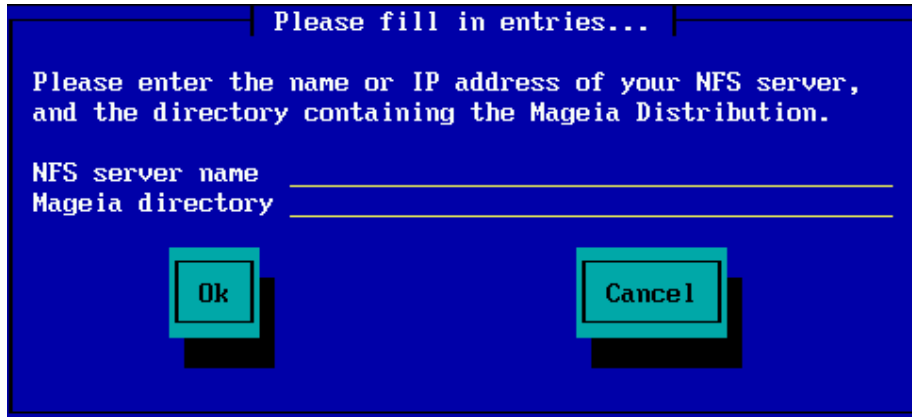 Please fill in entries...
Please enter the name or IP address of your NFS server,
and the directory containing the Mageia Distribution.
NFS server name
Mageia directory
Ok
Cancel